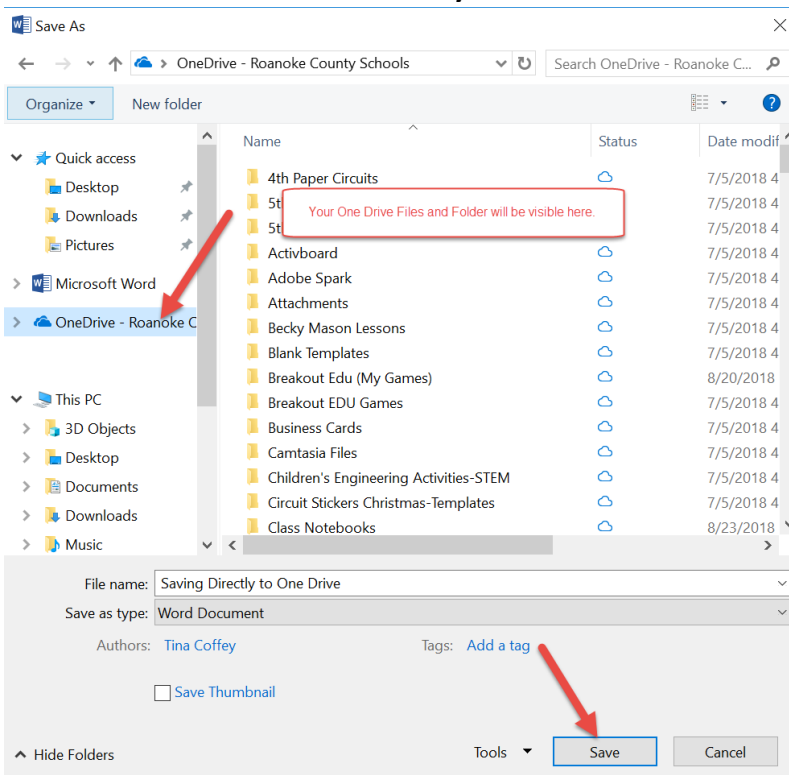 Save As
OneDrive - Roanoke County Schools
Search OneDrive - Roanoke C...
Organize
New folder
Name
Status
Date modif
Quick access
Desktop
Downloads
Pictures
Microsoft Word
OneDrive - Roanoke C
This PC
3D Objects
Desktop
Documents
Downloads
Music
4th Paper Circuits
7/5/2018 4
5t
7/5/2018 4
5t
7/5/2018 4
Your One Drive Files and Folder will be visible here.
Activboard
7/5/2018 4
Adobe Spark
7/5/2018 4
Attachments
7/5/2018 4
Becky Mason Lessons
7/5/2018 4
Blank Templates
7/5/2018 4
Breakout Edu (My Games)
8/20/2018
Breakout EDU Games
7/5/2018 4
Business Cards
7/5/2018 4
Camtasia Files
7/5/2018 4
Children's Engineering Activities-STEM
7/5/2018 4
Circuit Stickers Christmas-Templates
7/5/2018 4
Class Notebooks
8/23/2018
File name: Saving Directly to One Drive
Save as type: Word Document
Authors: Tina Coffey
Tags: Add a tag
Save Thumbnail
Hide Folders
Tools
Save
Cancel